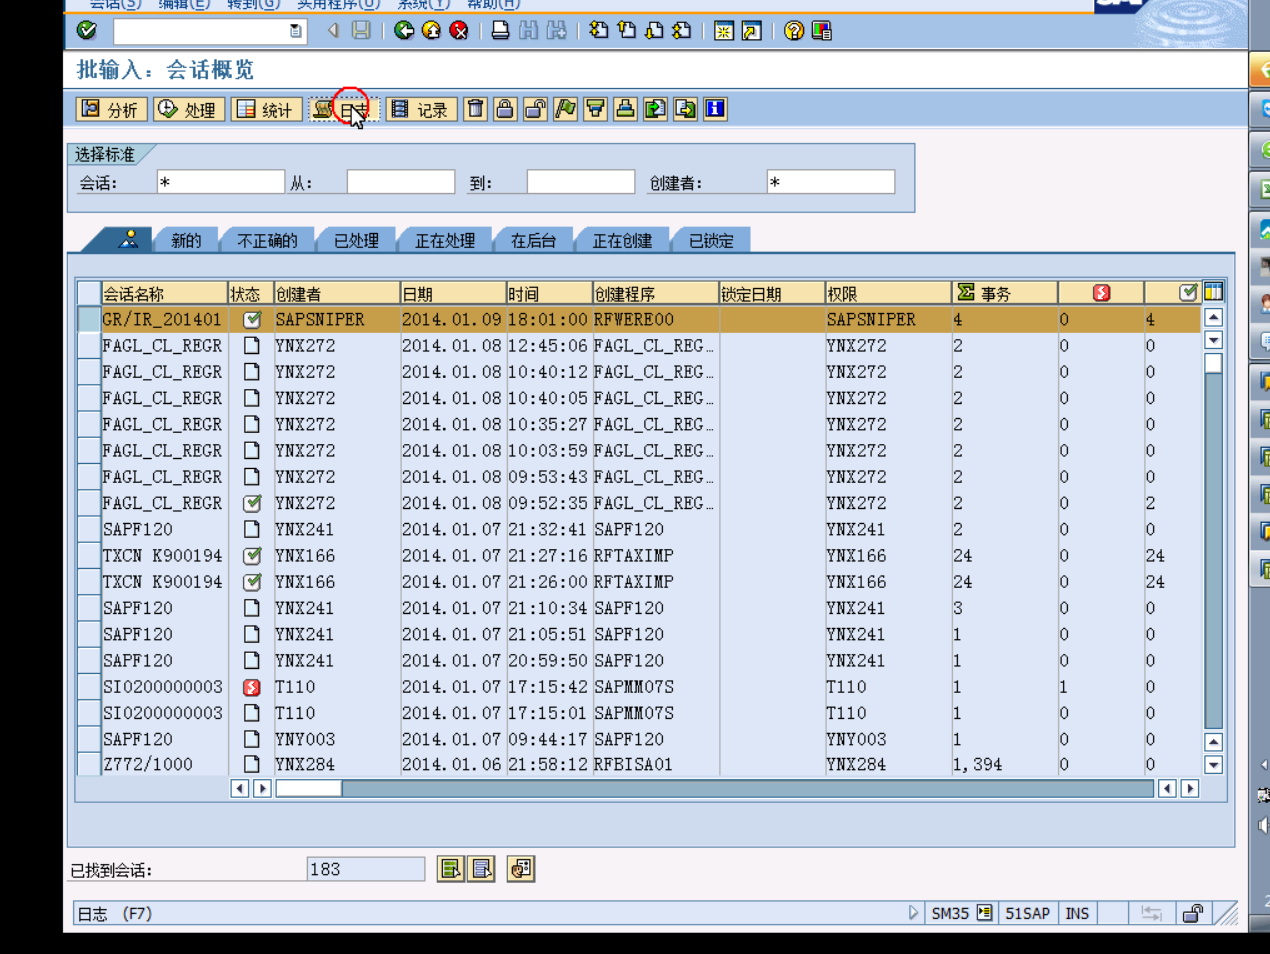 会话(S) 编辑(E) 转到(G) 实用程序(U) 系统(Y) 帮助(H)
批输入: 会话概览
分析 处理 统计 日志 记录
选择标准
会话: * 从: 到: 创建者: *
新的 不正确的 已处理 正在处理 在后台 正在创建 已锁定
会话名称 状态 创建者 日期 时间 创建程序 锁定日期 权限 事务
GR/IR_201401 SAPSNIPER 2014.01.09 18:01:00 RFWERE00 SAPSNIPER 4 0 4
FAGL_CL_REGR YNX272 2014.01.08 12:45:06 FAGL_CL_REG… YNX272 2 0 0
FAGL_CL_REGR YNX272 2014.01.08 10:40:12 FAGL_CL_REG… YNX272 2 0 0
FAGL_CL_REGR YNX272 2014.01.08 10:40:05 FAGL_CL_REG… YNX272 2 0 0
FAGL_CL_REGR YNX272 2014.01.08 10:35:27 FAGL_CL_REG… YNX272 2 0 0
FAGL_CL_REGR YNX272 2014.01.08 10:03:59 FAGL_CL_REG… YNX272 2 0 0
FAGL_CL_REGR YNX272 2014.01.08 09:53:43 FAGL_CL_REG… YNX272 2 0 0
FAGL_CL_REGR YNX272 2014.01.08 09:52:35 FAGL_CL_REG… YNX272 2 0 2
SAPF120 YNX241 2014.01.07 21:32:41 SAPF120 YNX241 2 0 0
TXCN K900194 YNX166 2014.01.07 21:27:16 RFTAXIMP YNX166 24 0 24
TXCN K900194 YNX166 2014.01.07 21:26:00 RFTAXIMP YNX166 24 0 24
SAPF120 YNX241 2014.01.07 21:10:34 SAPF120 YNX241 3 0 0
SAPF120 YNX241 2014.01.07 21:05:51 SAPF120 YNX241 1 0 0
SAPF120 YNX241 2014.01.07 20:59:50 SAPF120 YNX241 1 0 0
SI0200000003 T110 2014.01.07 17:15:42 SAPMM07S T110 1 1 0
SI0200000003 T110 2014.01.07 17:15:01 SAPMM07S T110 1 0 0
SAPF120 YNY003 2014.01.07 09:44:17 SAPF120 YNY003 1 0 0
Z772/1000 YNX284 2014.01.06 21:58:12 RFBISA01 YNX284 1,394 0 0
已找到会话: 183
日志 (F7) SM35 51SAP INS